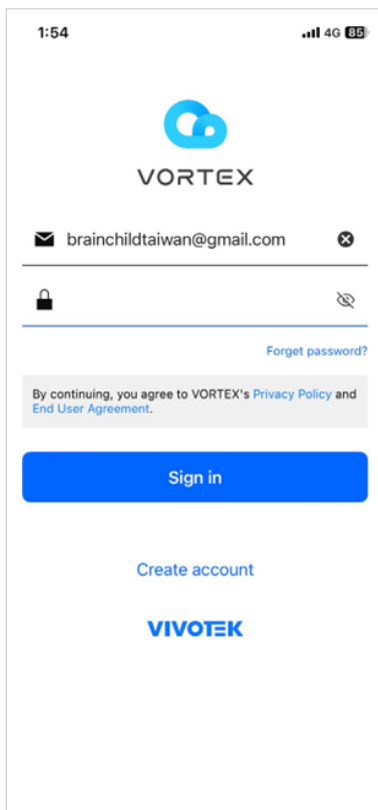 1:54 4G 85
VORTEX
brainchildtaiwan@gmail.com
Forget password?
By continuing, you agree to VORTEX's Privacy Policy and
End User Agreement.
Sign in
Create account
VIVOTEK